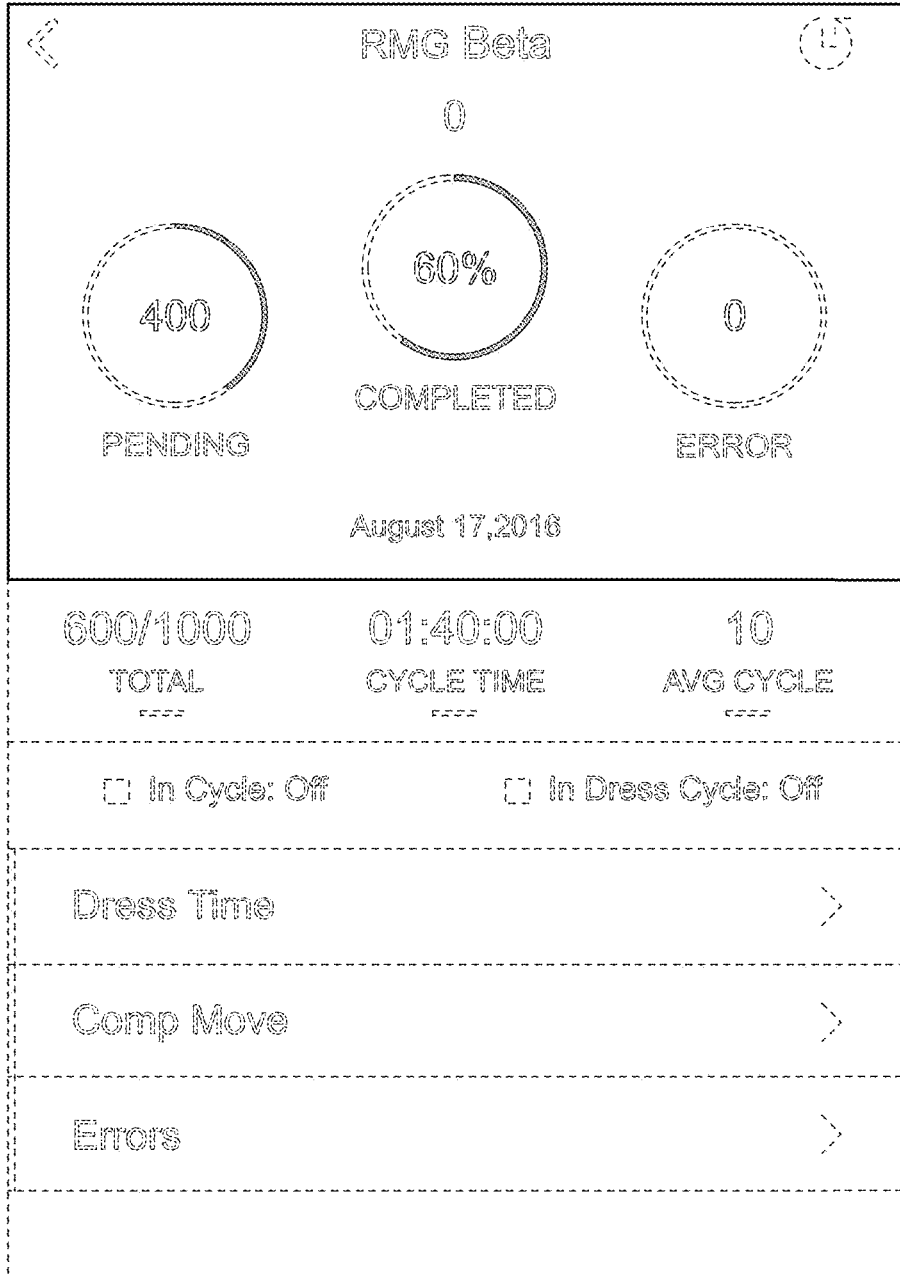 RMG Beta
0
400
60%
0
PENDING
COMPLETED
ERROR
August 17,2016
600/1000
01:40:00
10
TOTAL
CYCLE TIME
AVG CYCLE
In Cycle: Off
In Dress Cycle: Off
Dress Time
Comp Move
Errors